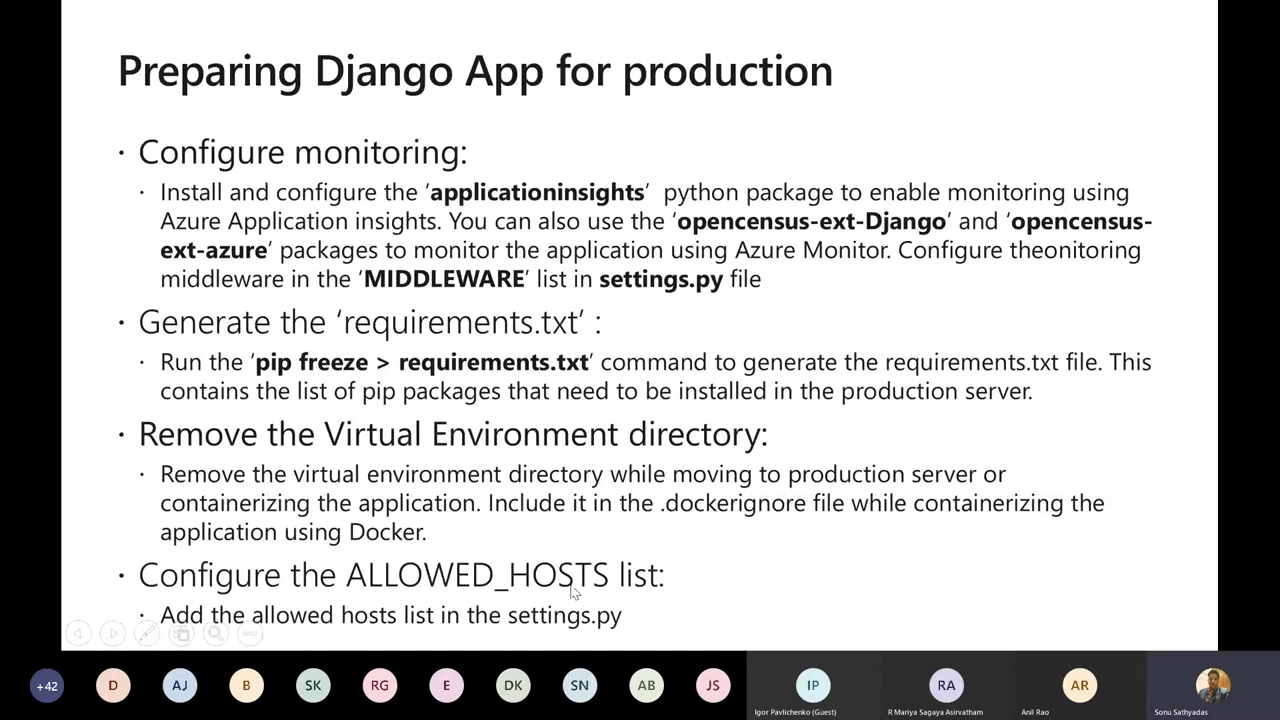 Preparing Django App for production
· Configure monitoring:
· Install and configure the ‘applicationinsights’ python package to enable monitoring using
Azure Application insights. You can also use the ‘opencensus-ext-Django’ and ‘opencensus-
ext-azure’ packages to monitor the application using Azure Monitor. Configure theonitoring
middleware in the ‘MIDDLEWARE’ list in settings.py file
· Generate the ‘requirements.txt’ :
· Run the ‘pip freeze > requirements.txt’ command to generate the requirements.txt file. This
contains the list of pip packages that need to be installed in the production server.
· Remove the Virtual Environment directory:
· Remove the virtual environment directory while moving to production server or
containerizing the application. Include it in the .dockerignore file while containerizing the
application using Docker.
· Configure the ALLOWED_HOSTS list:
· Add the allowed hosts list in the settings.py
+42 D AJ B SK RG E DK SN AB JS IP RA AR
Igor Pavlichenko (Guest) R Mariya Sagaya Asirvatham Anil Rao Sonu Sathyadas